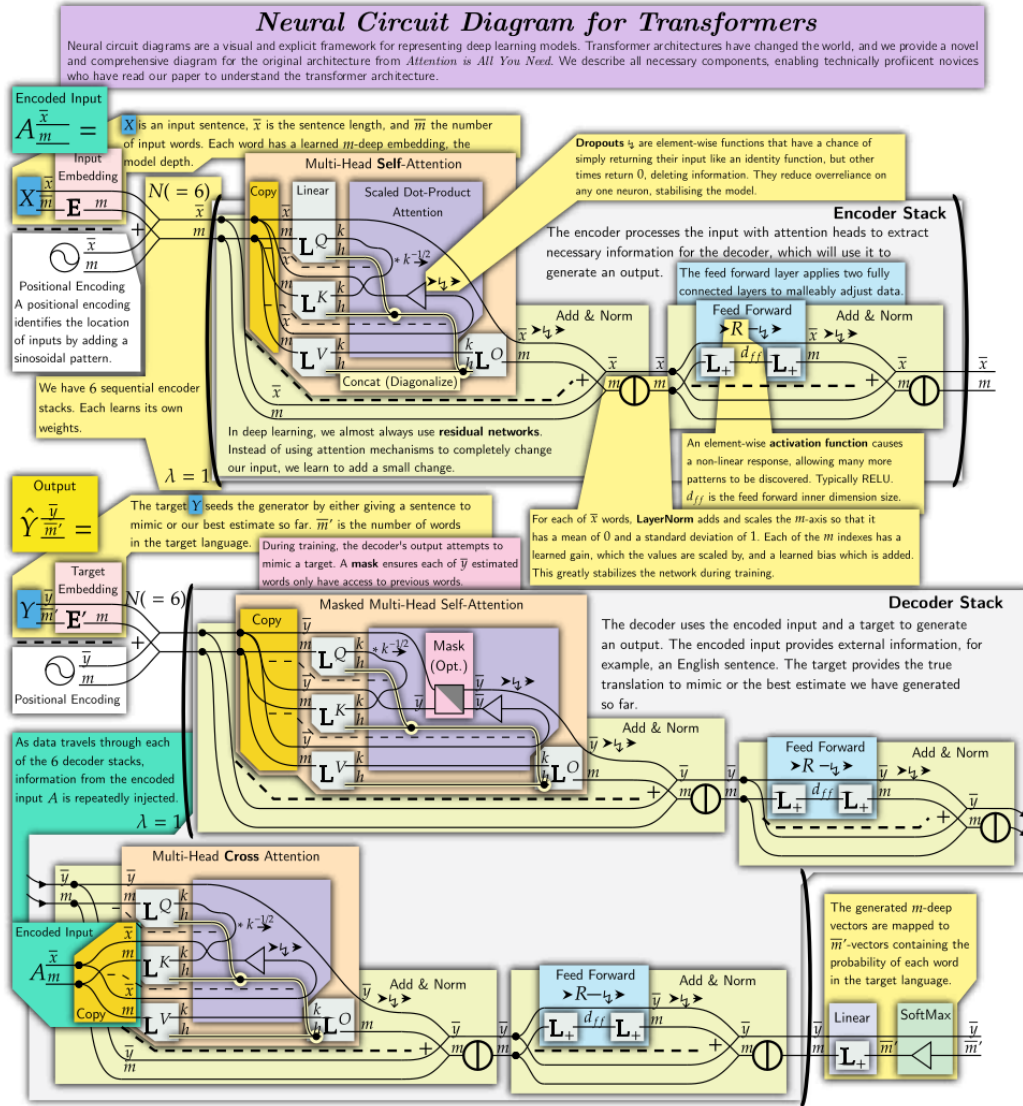 Neural Circuit Diagram for Transformers
Neural circuit diagrams are a visual and explicit framework for representing deep learning models. Transformer architectures have changed the world, and we provide a novel
and comprehensive diagram for the original architecture from Attention is All You Need. We describe all necessary components, enabling technically profiicent novices
who have read our paper to understand the transformer architecture.
Encoded Input
A x̅ m =
X is an input sentence, x̅ is the sentence length, and m̅ the number
of input words. Each word has a learned m-deep embedding, the
model depth.
Input
Embedding
X x̅ m̅ E m
N(= 6)
+
x̅
m
Positional Encoding
A positional encoding
identifies the location
of inputs by adding a
sinosoidal pattern.
We have 6 sequential encoder
stacks. Each learns its own
weights.
λ = 1
Multi-Head Self-Attention
Copy
Linear
Scaled Dot-Product
Attention
x̅
m
L Q k h
* k^-1/2
x̅
m
L K k h
x̅
m
L V k h
L O
Concat (Diagonalize)
x̅
m
Dropouts ↯ are element-wise functions that have a chance of
simply returning their input like an identity function, but other
times return 0, deleting information. They reduce overreliance on
any one neuron, stabilising the model.
Encoder Stack
The encoder processes the input with attention heads to extract
necessary information for the decoder, which will use it to
generate an output.
The feed forward layer applies two fully
connected layers to malleably adjust data.
Add & Norm
x̅
m
+
x̅
m
x̅
m
Feed Forward
R
L+ dff L+
Add & Norm
x̅
m
+
x̅
m
x̅
m
In deep learning, we almost always use residual networks.
Instead of using attention mechanisms to completely change
our input, we learn to add a small change.
An element-wise activation function causes
a non-linear response, allowing many more
patterns to be discovered. Typically RELU.
dff is the feed forward inner dimension size.
For each of x̅ words, LayerNorm adds and scales the m-axis so that it
has a mean of 0 and a standard deviation of 1. Each of the m indexes has a
learned gain, which the values are scaled by, and a learned bias which is added.
This greatly stabilizes the network during training.
Output
Ŷ y̅ m̅′ =
The target Y seeds the generator by either giving a sentence to
mimic or our best estimate so far. m̅′ is the number of words
in the target language.
During training, the decoder's output attempts to
mimic a target. A mask ensures each of y̅ estimated
words only have access to previous words.
Target
Embedding
Y y̅ m̅′ E′ m
N(= 6)
+
y̅
m
Positional Encoding
Masked Multi-Head Self-Attention
Copy
y̅
m
L Q k h
* k^-1/2
Mask
(Opt.)
y̅
m
L K k h
y̅
y̅
y̅
y̅
m
L V k h
L O
y̅
m
Decoder Stack
The decoder uses the encoded input and a target to generate
an output. The encoded input provides external information, for
example, an English sentence. The target provides the true
translation to mimic or the best estimate we have generated
so far.
Add & Norm
y̅
m
+
y̅
m
y̅
m
Feed Forward
R
L+ dff L+
Add & Norm
y̅
m
+
y̅
m
As data travels through each
of the 6 decoder stacks,
information from the encoded
input A is repeatedly injected.
λ = 1
Multi-Head Cross Attention
y̅
m
y̅
m
L Q k h
* k^-1/2
Encoded Input
A x̅ m
Copy
x̅
m
L K k h
x̅
m
L V k h
L O
y̅
m
Add & Norm
y̅
m
+
y̅
m
y̅
m
Feed Forward
R
L+ dff L+
Add & Norm
y̅
m
+
y̅
m
The generated m-deep
vectors are mapped to
m̅′-vectors containing the
probability of each word
in the target language.
Linear
SoftMax
y̅
m
L+ m̅′
y̅
m̅′